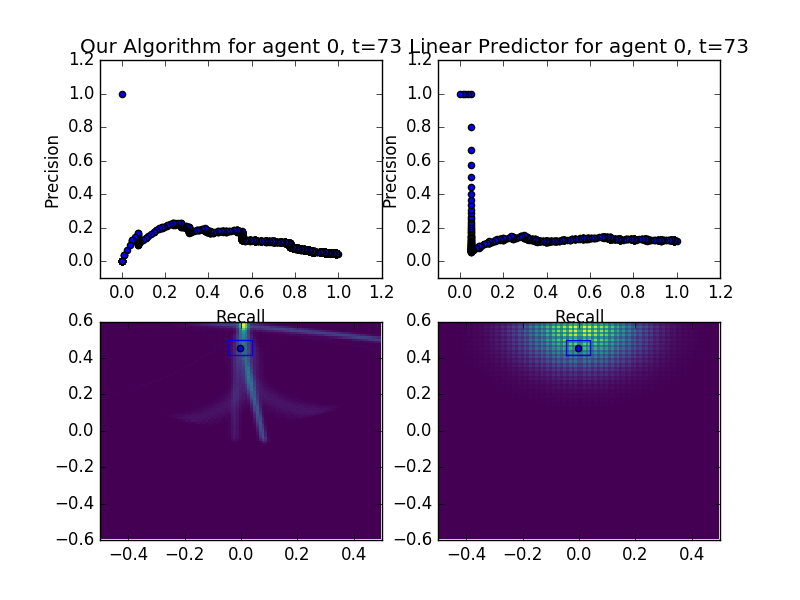 Our Algorithm for agent 0, t=73 Linear Predictor for agent 0, t=73
1.2 1.2
1.0 1.0
0.8 0.8
0.6 0.6
0.4 0.4
0.2 0.2
0.0 0.0
Precision Precision
0.0 0.2 0.4 0.6 0.8 1.0 1.2 0.0 0.2 0.4 0.6 0.8 1.0 1.2
Recall Recall
0.6 0.6
0.4 0.4
0.2 0.2
0.0 0.0
−0.2 −0.2
−0.4 −0.4
−0.6 −0.6
−0.4 −0.2 0.0 0.2 0.4 −0.4 −0.2 0.0 0.2 0.4